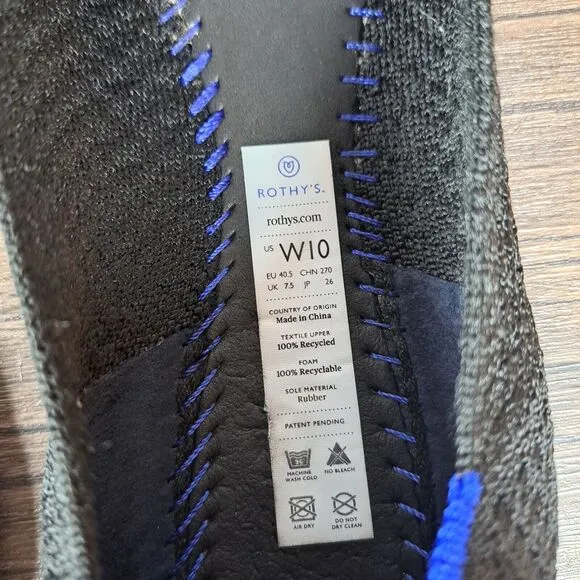 ROTHY'S.
rothys.com
US W10
EU 40.5 CHN 270
UK 7.5 JP 26
COUNTRY OF ORIGIN
Made in China
TEXTILE UPPER
100% Recycled
FOAM
100% Recyclable
SOLE MATERIAL
Rubber
PATENT PENDING
MACHINE WASH COLD
NO BLEACH
AIR DRY
DO NOT DRY CLEAN